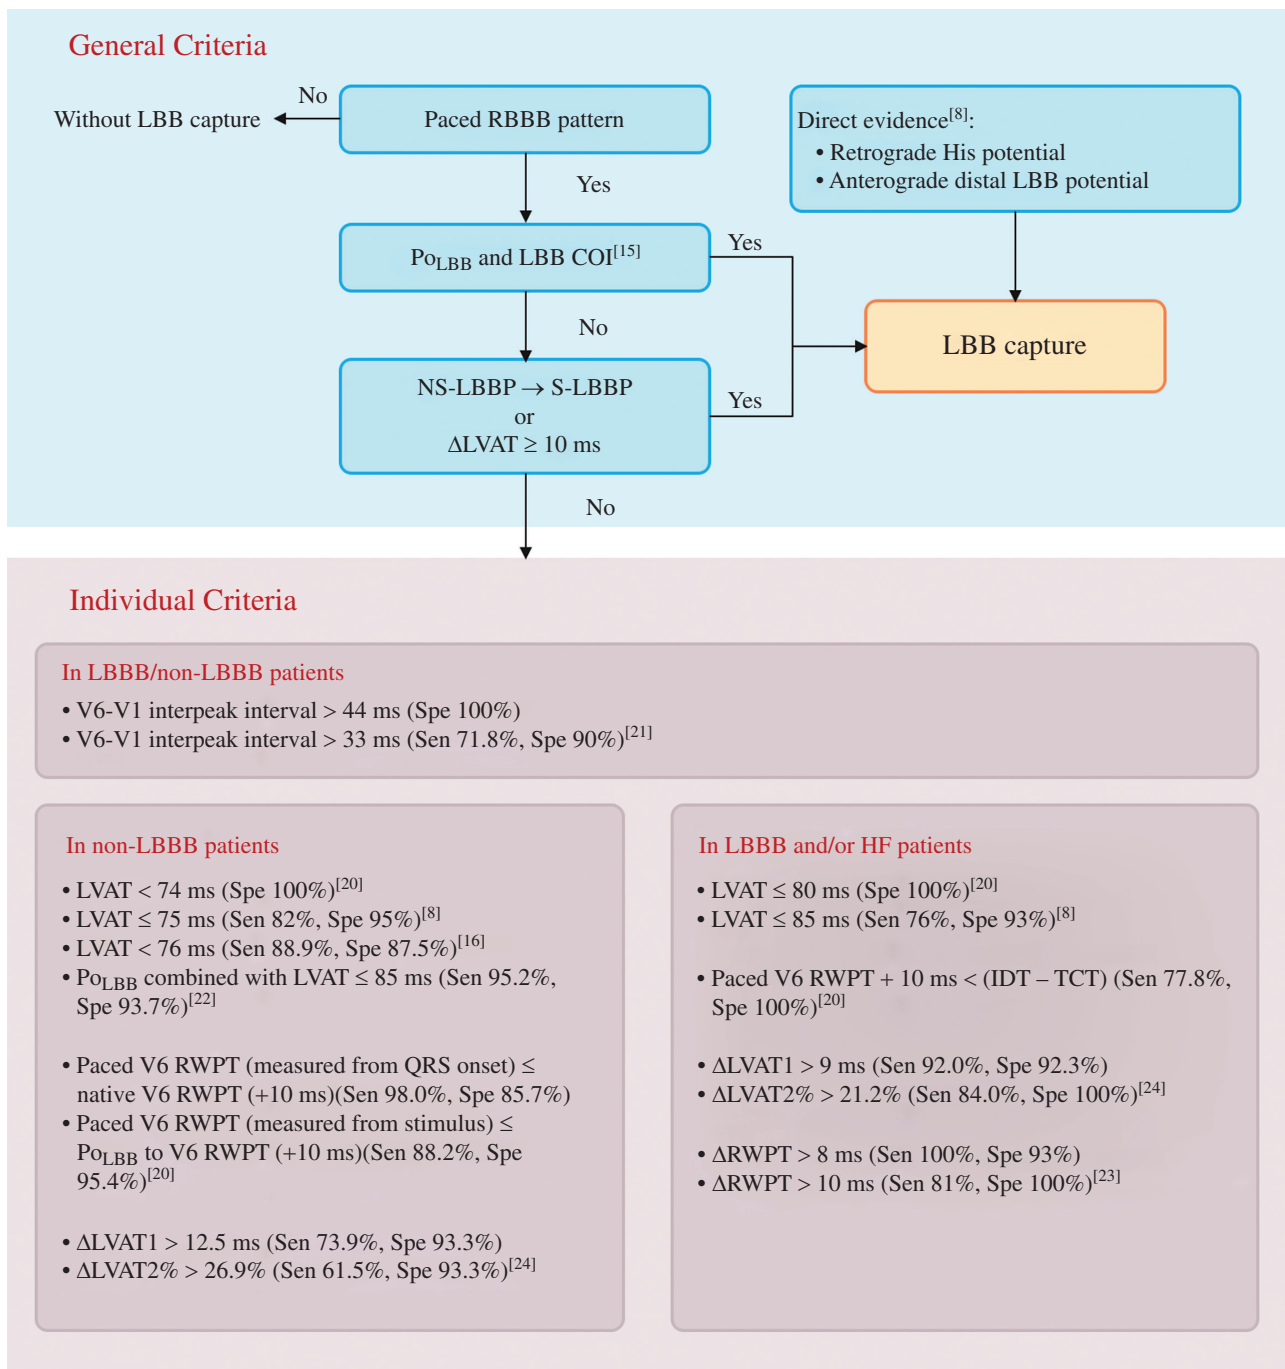 General Criteria
No
Without LBB capture
Paced RBBB pattern
Yes
Direct evidence[8]:
• Retrograde His potential
• Anterograde distal LBB potential
PoLBB and LBB COI[15]
Yes
No
LBB capture
NS-LBBP → S-LBBP
or
ΔLVAT ≥ 10 ms
Yes
No
Individual Criteria
In LBBB/non-LBBB patients
• V6-V1 interpeak interval > 44 ms (Spe 100%)
• V6-V1 interpeak interval > 33 ms (Sen 71.8%, Spe 90%)[21]
In non-LBBB patients
• LVAT < 74 ms (Spe 100%)[20]
• LVAT ≤ 75 ms (Sen 82%, Spe 95%)[8]
• LVAT < 76 ms (Sen 88.9%, Spe 87.5%)[16]
• PoLBB combined with LVAT ≤ 85 ms (Sen 95.2%,
Spe 93.7%)[22]
• Paced V6 RWPT (measured from QRS onset) ≤
native V6 RWPT (+10 ms)(Sen 98.0%, Spe 85.7%)
• Paced V6 RWPT (measured from stimulus) ≤
PoLBB to V6 RWPT (+10 ms)(Sen 88.2%, Spe
95.4%)[20]
• ΔLVAT1 > 12.5 ms (Sen 73.9%, Spe 93.3%)
• ΔLVAT2% > 26.9% (Sen 61.5%, Spe 93.3%)[24]
In LBBB and/or HF patients
• LVAT ≤ 80 ms (Spe 100%)[20]
• LVAT ≤ 85 ms (Sen 76%, Spe 93%)[8]
• Paced V6 RWPT + 10 ms < (IDT – TCT) (Sen 77.8%,
Spe 100%)[20]
• ΔLVAT1 > 9 ms (Sen 92.0%, Spe 92.3%)
• ΔLVAT2% > 21.2% (Sen 84.0%, Spe 100%)[24]
• ΔRWPT > 8 ms (Sen 100%, Spe 93%)
• ΔRWPT > 10 ms (Sen 81%, Spe 100%)[23]